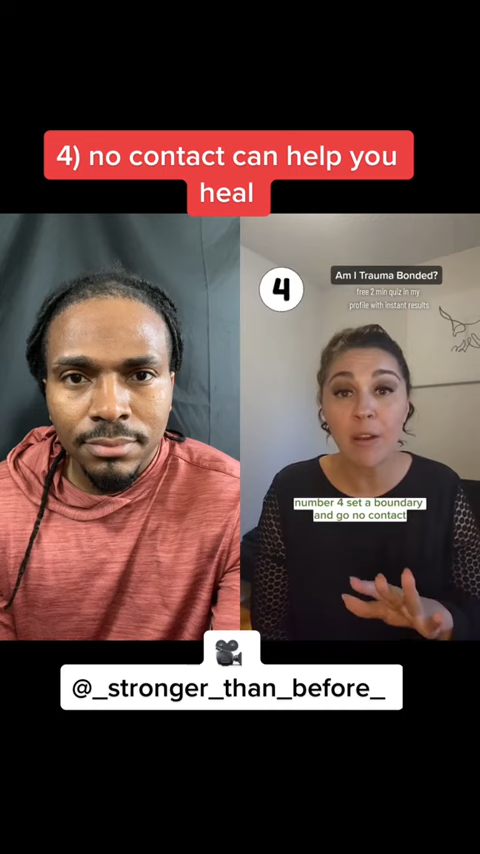 4) no contact can help you
heal
4
Am I Trauma Bonded?
free 2 min quiz in my
profile with instant results
number 4 set a boundary
and go no contact
@_stronger_than_before_